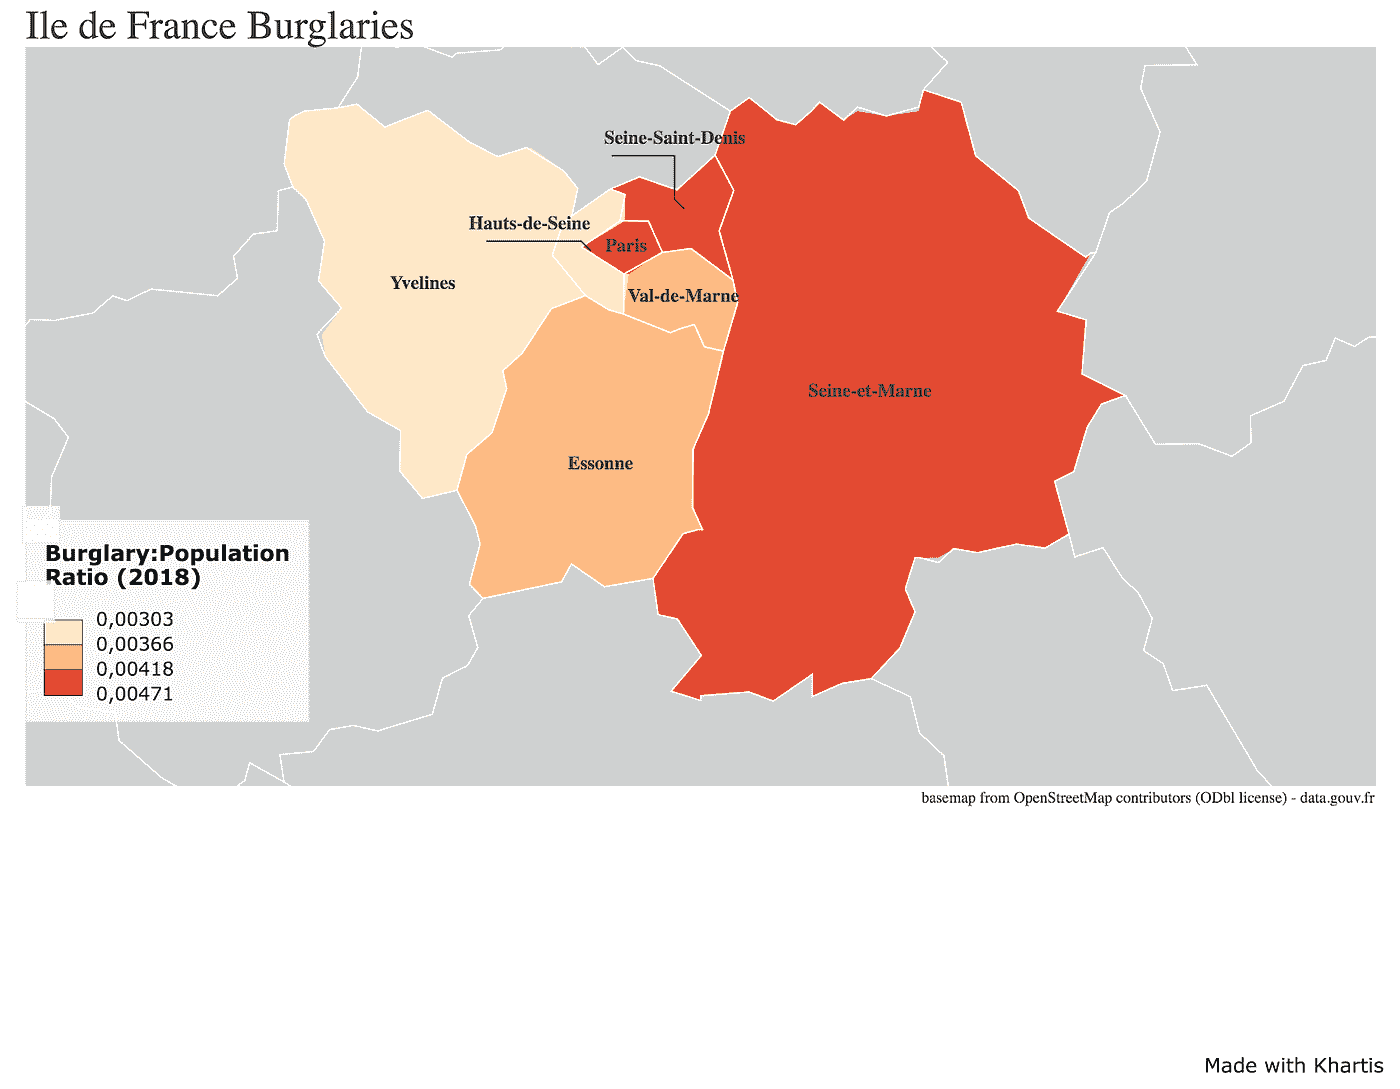 Ile de France Burglaries
Seine-Saint-Denis
Hauts-de-Seine
Paris
Yvelines
Val-de-Marne
Seine-et-Marne
Essonne
Burglary:Population
Ratio (2018)
0,00303
0,00366
0,00418
0,00471
basemap from OpenStreetMap contributors (ODbl license) - data.gouv.fr
Made with Khartis